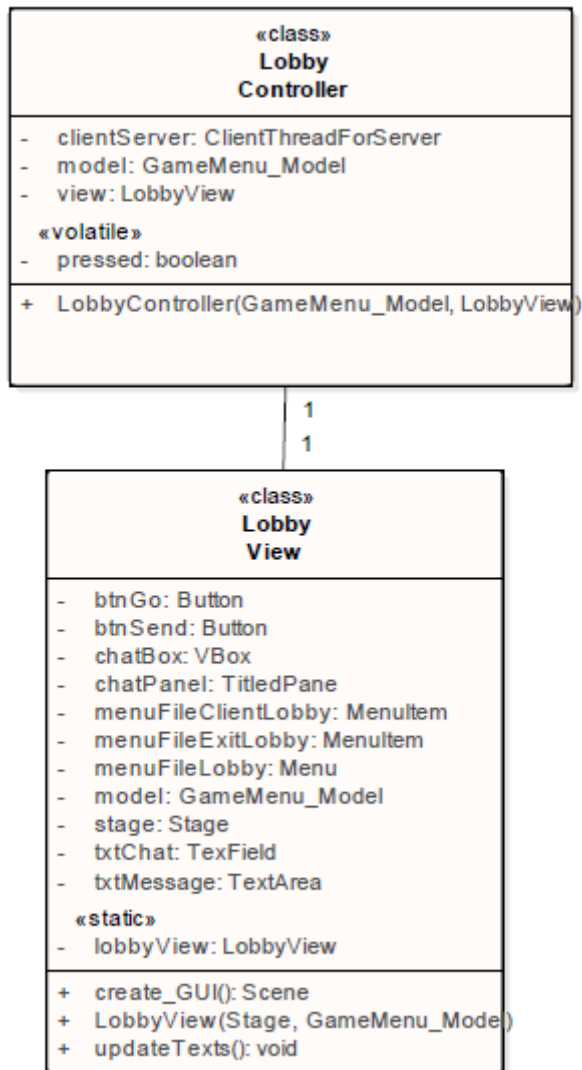 «class»
Lobby
Controller
- clientServer: ClientThreadForServer
- model: GameMenu_Model
- view: LobbyView
«volatile»
- pressed: boolean
+ LobbyController(GameMenu_Model, LobbyView)
1
1
«class»
Lobby
View
- btnGo: Button
- btnSend: Button
- chatBox: VBox
- chatPanel: TitledPane
- menuFileClientLobby: MenuItem
- menuFileExitLobby: MenuItem
- menuFileLobby: Menu
- model: GameMenu_Model
- stage: Stage
- txtChat: TexField
- txtMessage: TextArea
«static»
- lobbyView: LobbyView
+ create_GUI(): Scene
+ LobbyView(Stage, GameMenu_Model)
+ updateTexts(): void